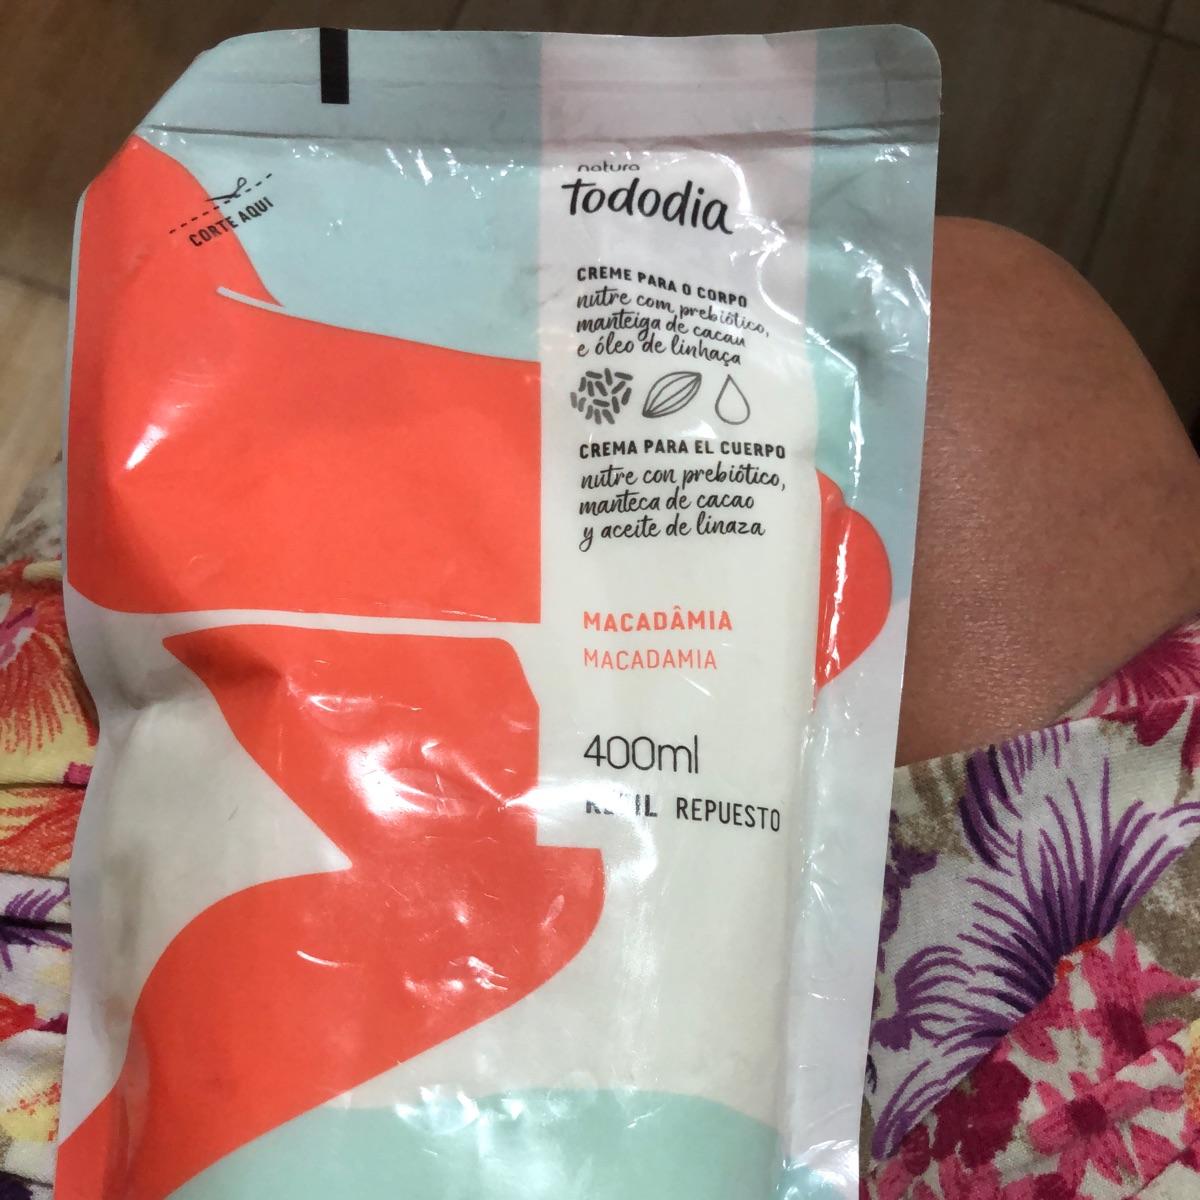 CORTE AQUI
natura
Tododia
CREME PARA O CORPO
nutre com prebiótico,
manteiga de cacau
e óleo de linhaça
CREMA PARA EL CUERPO
nutre con prebiótico,
manteca de cacao
y aceite de linaza
MACADÂMIA
MACADAMIA
400ml
REFIL REPUESTO